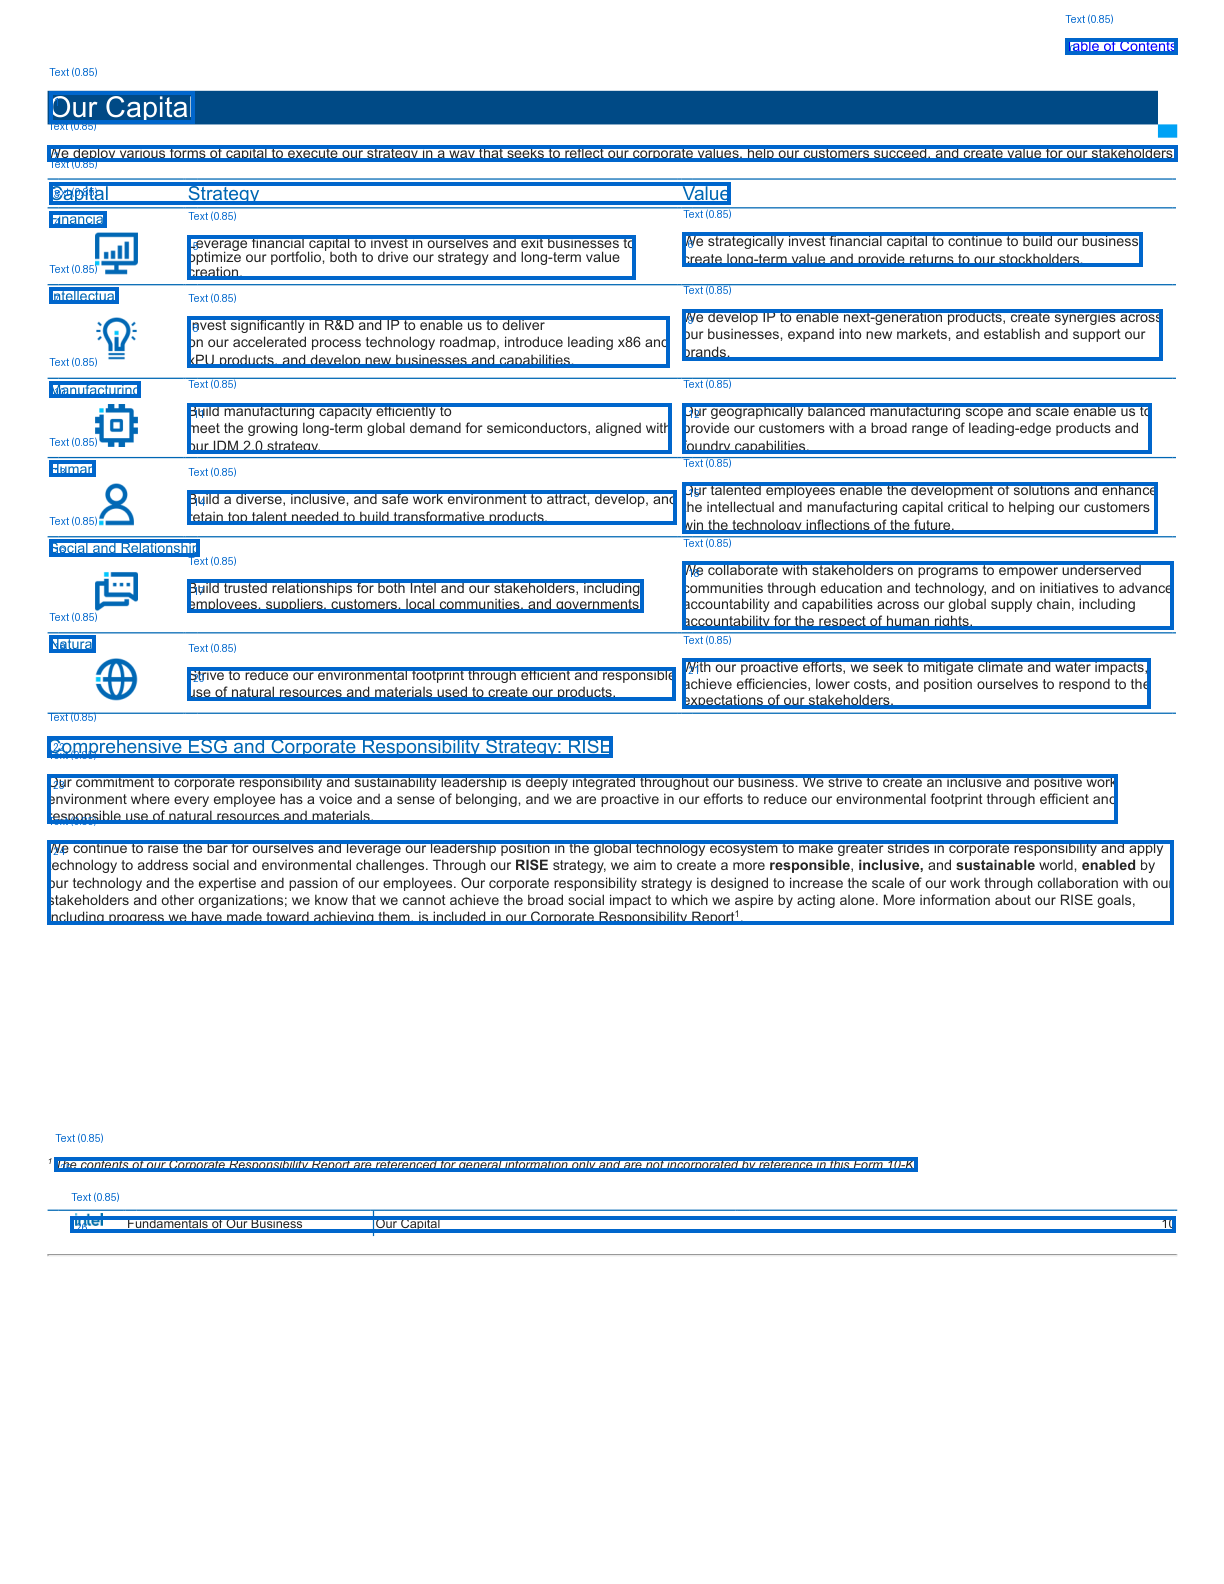 Text (0.85)
Table of Contents
Text (0.85)
Our Capital
Text (0.85)
We deploy various forms of capital to execute our strategy in a way that seeks to reflect our corporate values, help our customers succeed, and create value for our stakeholders.
Text (0.85)
Capital Strategy Value
Financial
Text (0.85)
Leverage financial capital to invest in ourselves and exit businesses to
optimize our portfolio, both to drive our strategy and long-term value
creation.
Text (0.85)
We strategically invest financial capital to continue to build our business,
create long-term value and provide returns to our stockholders.
Text (0.85)
Intellectual
Text (0.85)
Invest significantly in R&D and IP to enable us to deliver
on our accelerated process technology roadmap, introduce leading x86 and
xPU products, and develop new businesses and capabilities.
Text (0.85)
We develop IP to enable next-generation products, create synergies across
our businesses, expand into new markets, and establish and support our
brands.
Text (0.85)
Manufacturing
Text (0.85)
Build manufacturing capacity efficiently to
meet the growing long-term global demand for semiconductors, aligned with
our IDM 2.0 strategy.
Text (0.85)
Our geographically balanced manufacturing scope and scale enable us to
provide our customers with a broad range of leading-edge products and
foundry capabilities.
Text (0.85)
Human
Text (0.85)
Build a diverse, inclusive, and safe work environment to attract, develop, and
retain top talent needed to build transformative products.
Text (0.85)
Our talented employees enable the development of solutions and enhance
the intellectual and manufacturing capital critical to helping our customers
win the technology inflections of the future.
Text (0.85)
Social and Relationship
Text (0.85)
Build trusted relationships for both Intel and our stakeholders, including
employees, suppliers, customers, local communities, and governments.
Text (0.85)
We collaborate with stakeholders on programs to empower underserved
communities through education and technology, and on initiatives to advance
accountability and capabilities across our global supply chain, including
accountability for the respect of human rights.
Text (0.85)
Natural
Text (0.85)
Strive to reduce our environmental footprint through efficient and responsible
use of natural resources and materials used to create our products.
Text (0.85)
With our proactive efforts, we seek to mitigate climate and water impacts,
achieve efficiencies, lower costs, and position ourselves to respond to the
expectations of our stakeholders.
Text (0.85)
Comprehensive ESG and Corporate Responsibility Strategy: RISE
Our commitment to corporate responsibility and sustainability leadership is deeply integrated throughout our business. We strive to create an inclusive and positive work
environment where every employee has a voice and a sense of belonging, and we are proactive in our efforts to reduce our environmental footprint through efficient and
responsible use of natural resources and materials.
We continue to raise the bar for ourselves and leverage our leadership position in the global technology ecosystem to make greater strides in corporate responsibility and apply
technology to address social and environmental challenges. Through our RISE strategy, we aim to create a more responsible, inclusive, and sustainable world, enabled by
our technology and the expertise and passion of our employees. Our corporate responsibility strategy is designed to increase the scale of our work through collaboration with our
stakeholders and other organizations; we know that we cannot achieve the broad social impact to which we aspire by acting alone. More information about our RISE goals,
including progress we have made toward achieving them, is included in our Corporate Responsibility Report¹.
Text (0.85)
¹ The contents of our Corporate Responsibility Report are referenced for general information only and are not incorporated by reference in this Form 10-K.
Text (0.85)
intel Fundamentals of Our Business Our Capital 10